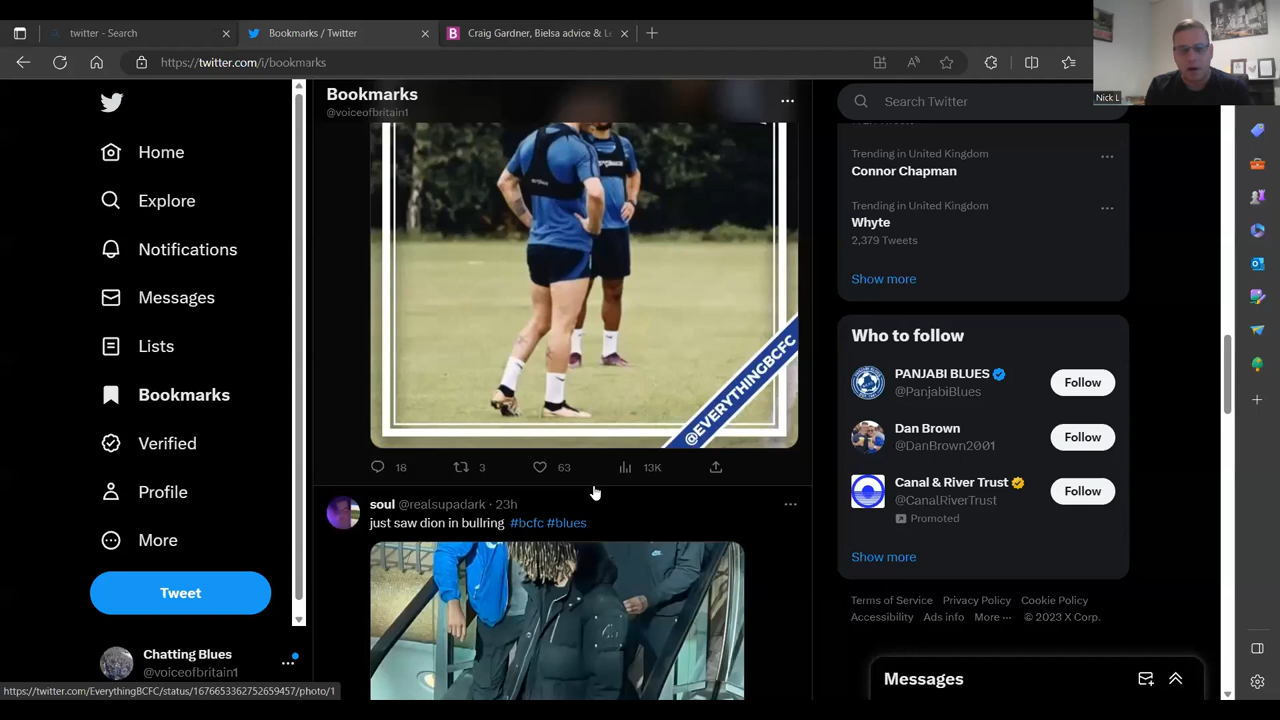 twitter - Search
Bookmarks / Twitter
Craig Gardner, Bielsa advice & Le
https://twitter.com/i/bookmarks
Nick L
Home
Explore
Notifications
Messages
Lists
Bookmarks
Verified
Profile
More
Tweet
Chatting Blues
@voiceofbritain1
Bookmarks
@voiceofbritain1
@EVERYTHINGBCFC
18
3
63
13K
soul @realsupadark · 23h
just saw dion in bullring #bcfc #blues
Search Twitter
Trending in United Kingdom
Connor Chapman
Trending in United Kingdom
Whyte
2,379 Tweets
Show more
Who to follow
PANJABI BLUES
@PanjabiBlues
Follow
Dan Brown
@DanBrown2001
Follow
Canal & River Trust
@CanalRiverTrust
Promoted
Follow
Show more
Terms of Service Privacy Policy Cookie Policy
Accessibility Ads info More ··· © 2023 X Corp.
Messages
https://twitter.com/EverythingBCFC/status/1676653362752659457/photo/1